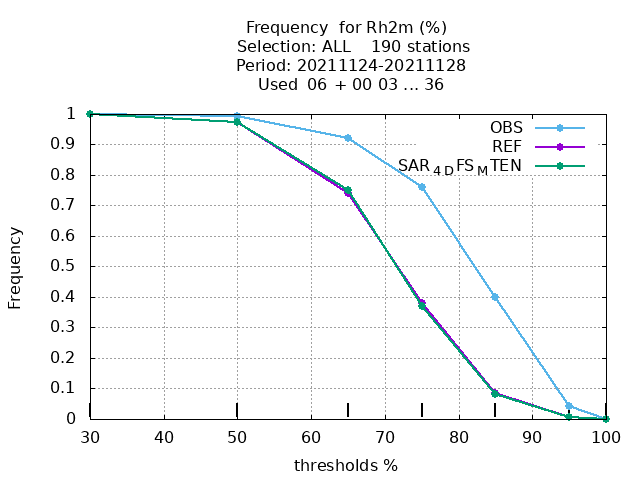 Frequency for Rh2m (%)
Selection: ALL 190 stations
Period: 20211124-20211128
Used 06 + 00 03 ... 36
OBS
REF
SAR4DFSMTEN
Frequency
1
0.9
0.8
0.7
0.6
0.5
0.4
0.3
0.2
0.1
0
30 40 50 60 70 80 90 100
thresholds %